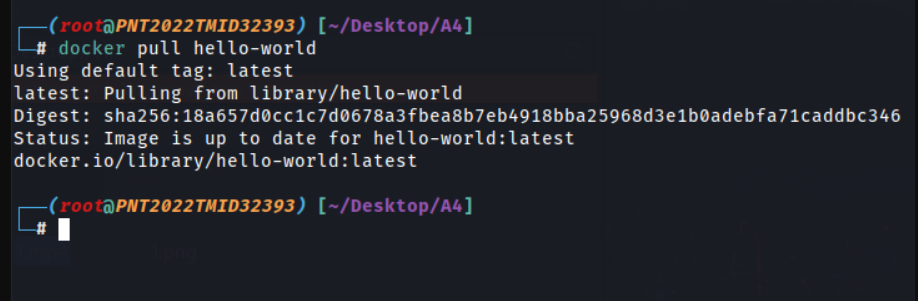 ┌──(root@PNT2022TMID32393) [~/Desktop/A4]
└─# docker pull hello-world
Using default tag: latest
latest: Pulling from library/hello-world
Digest: sha256:18a657d0cc1c7d0678a3fbea8b7eb4918bba25968d3e1b0adebfa71caddbc346
Status: Image is up to date for hello-world:latest
docker.io/library/hello-world:latest
┌──(root@PNT2022TMID32393) [~/Desktop/A4]
└─#